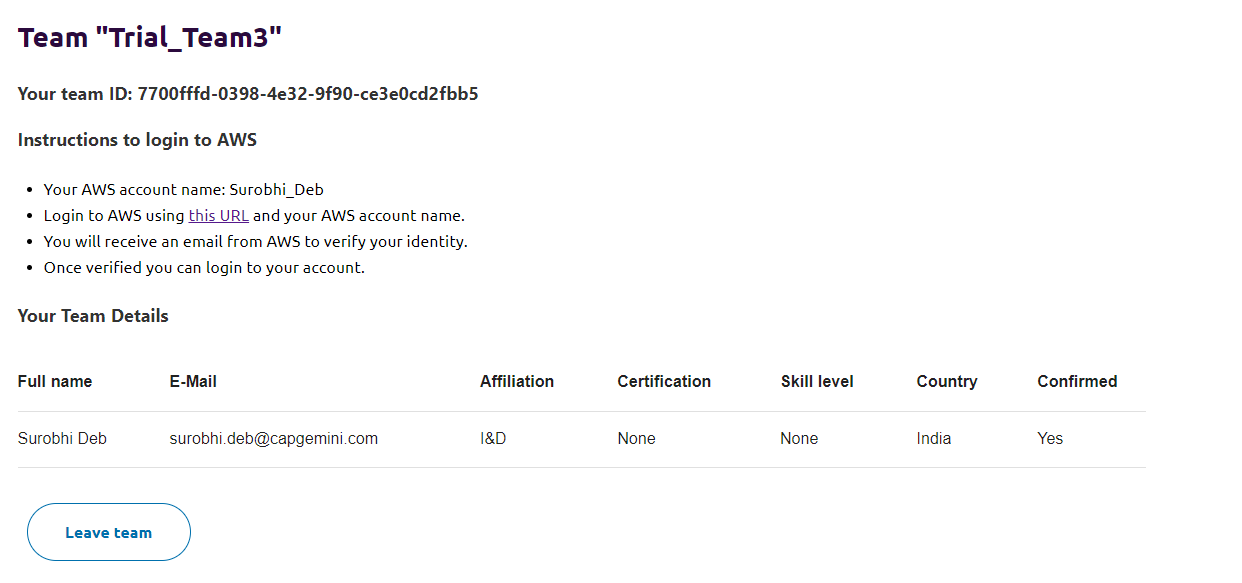 Team "Trial_Team3"
Your team ID: 7700fffd-0398-4e32-9f90-ce3e0cd2fbb5
Instructions to login to AWS
Your AWS account name: Surobhi_Deb
Login to AWS using this URL and your AWS account name.
You will receive an email from AWS to verify your identity.
Once verified you can login to your account.
Your Team Details
Full name E-Mail Affiliation Certification Skill level Country Confirmed
Surobhi Deb surobhi.deb@capgemini.com I&D None None India Yes
Leave team